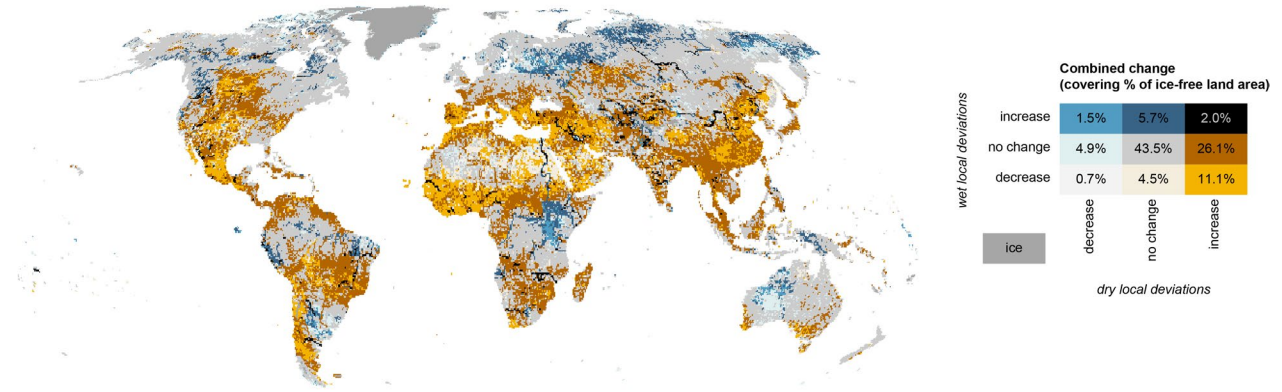 Combined change
(covering % of ice-free land area)
wet local deviations
increase 1.5% 5.7% 2.0%
no change 4.9% 43.5% 26.1%
decrease 0.7% 4.5% 11.1%
decrease
no change
increase
ice
dry local deviations